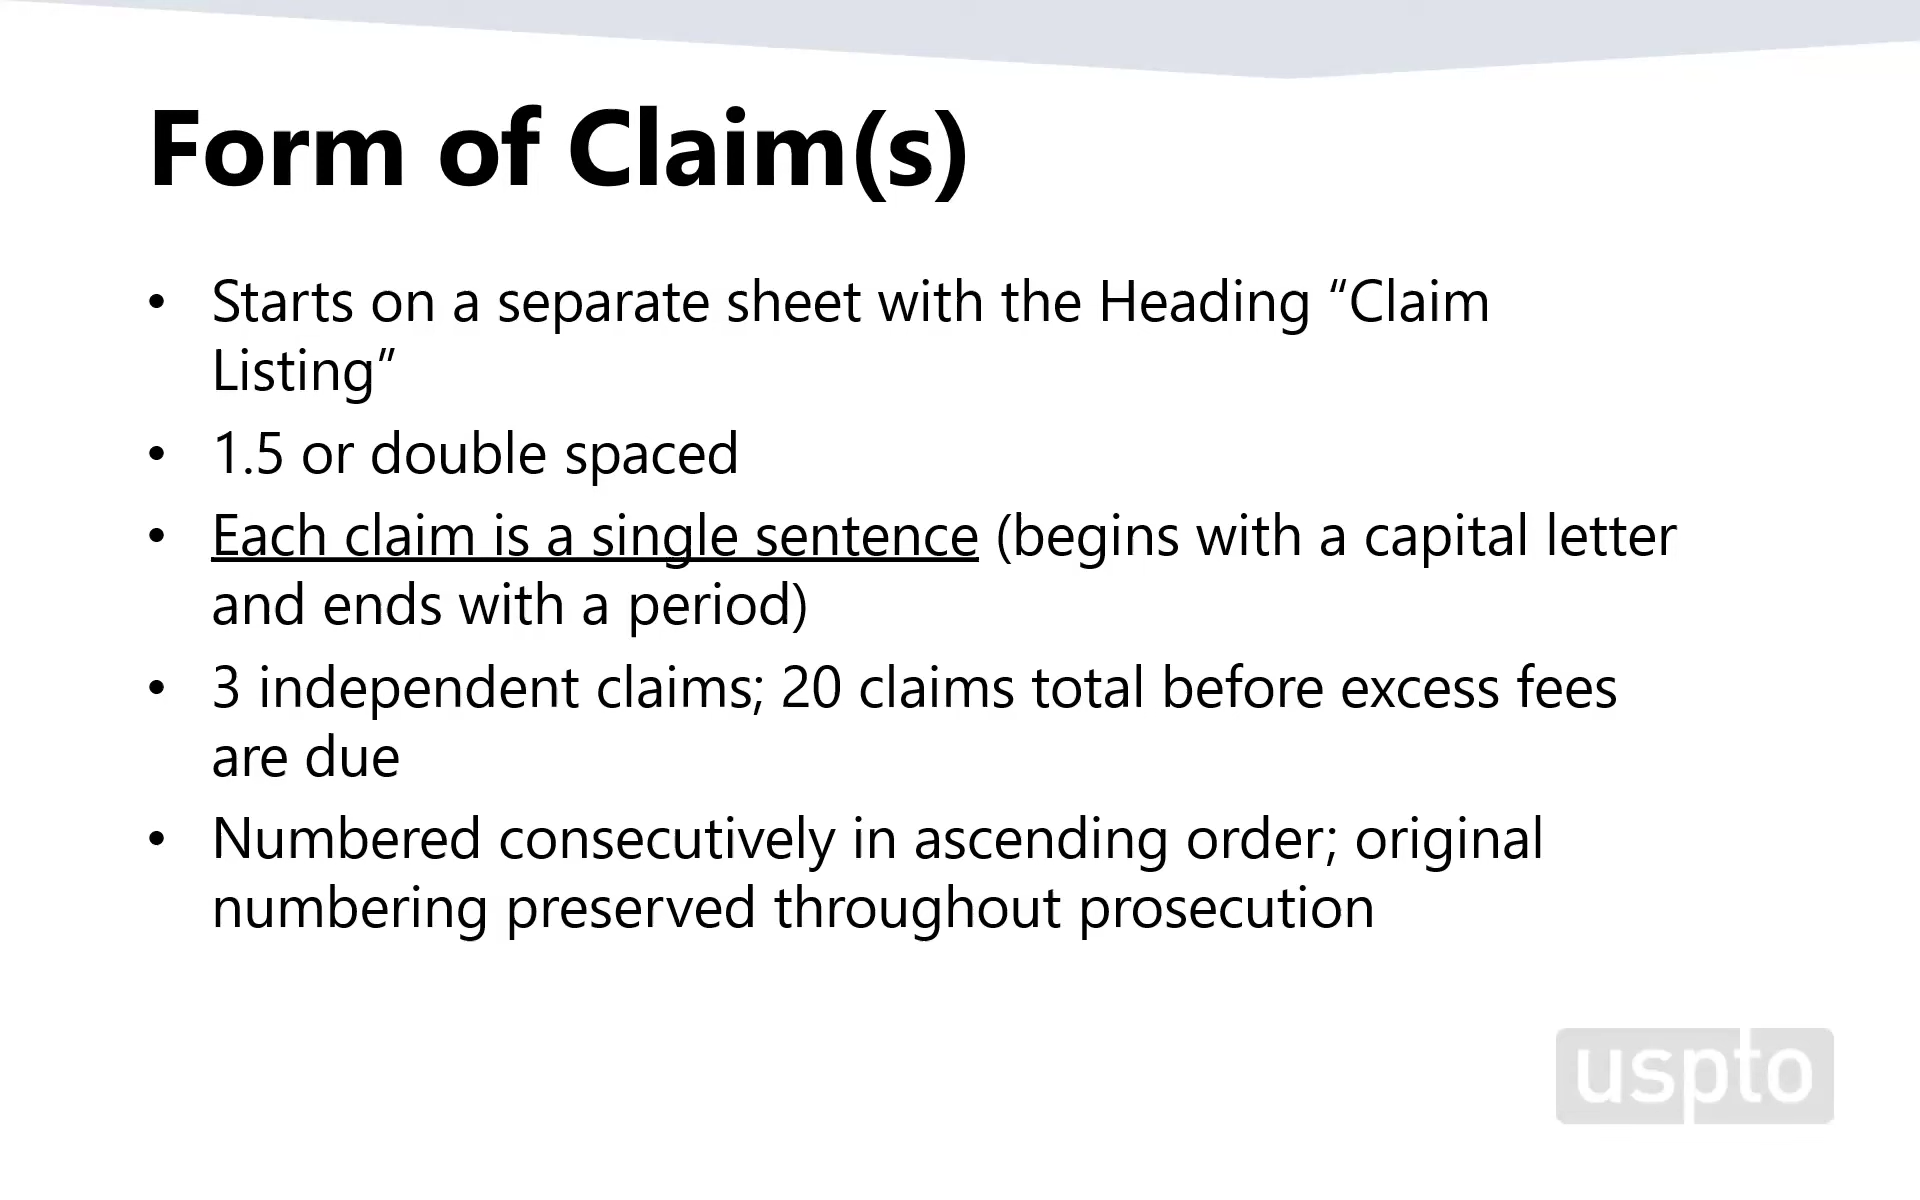 Form of Claim(s)
• Starts on a separate sheet with the Heading “Claim
Listing”
• 1.5 or double spaced
• Each claim is a single sentence (begins with a capital letter
and ends with a period)
• 3 independent claims; 20 claims total before excess fees
are due
• Numbered consecutively in ascending order; original
numbering preserved throughout prosecution
uspto